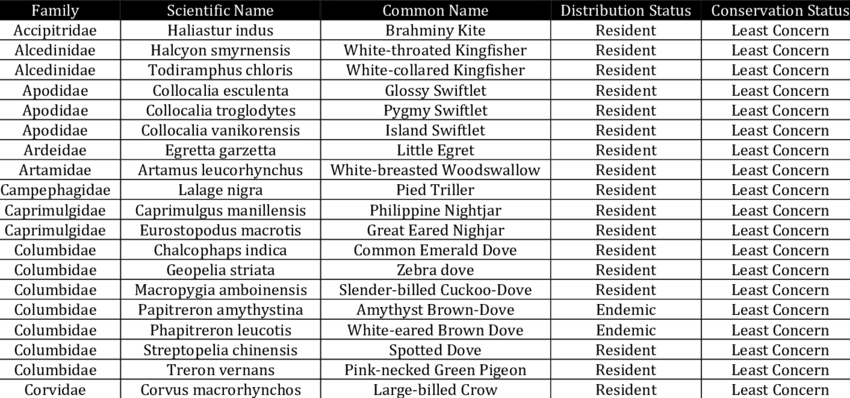 Family Scientific Name Common Name Distribution Status Conservation Status
Accipitridae Haliastur indus Brahminy Kite Resident Least Concern
Alcedinidae Halcyon smyrnensis White-throated Kingfisher Resident Least Concern
Alcedinidae Todiramphus chloris White-collared Kingfisher Resident Least Concern
Apodidae Collocalia esculenta Glossy Swiftlet Resident Least Concern
Apodidae Collocalia troglodytes Pygmy Swiftlet Resident Least Concern
Apodidae Collocalia vanikorensis Island Swiftlet Resident Least Concern
Ardeidae Egretta garzetta Little Egret Resident Least Concern
Artamidae Artamus leucorhynchus White-breasted Woodswallow Resident Least Concern
Campephagidae Lalage nigra Pied Triller Resident Least Concern
Caprimulgidae Caprimulgus manillensis Philippine Nightjar Resident Least Concern
Caprimulgidae Eurostopodus macrotis Great Eared Nighjar Resident Least Concern
Columbidae Chalcophaps indica Common Emerald Dove Resident Least Concern
Columbidae Geopelia striata Zebra dove Resident Least Concern
Columbidae Macropygia amboinensis Slender-billed Cuckoo-Dove Resident Least Concern
Columbidae Papitreron amythystina Amythyst Brown-Dove Endemic Least Concern
Columbidae Phapitreron leucotis White-eared Brown Dove Endemic Least Concern
Columbidae Streptopelia chinensis Spotted Dove Resident Least Concern
Columbidae Treron vernans Pink-necked Green Pigeon Resident Least Concern
Corvidae Corvus macrorhynchos Large-billed Crow Resident Least Concern